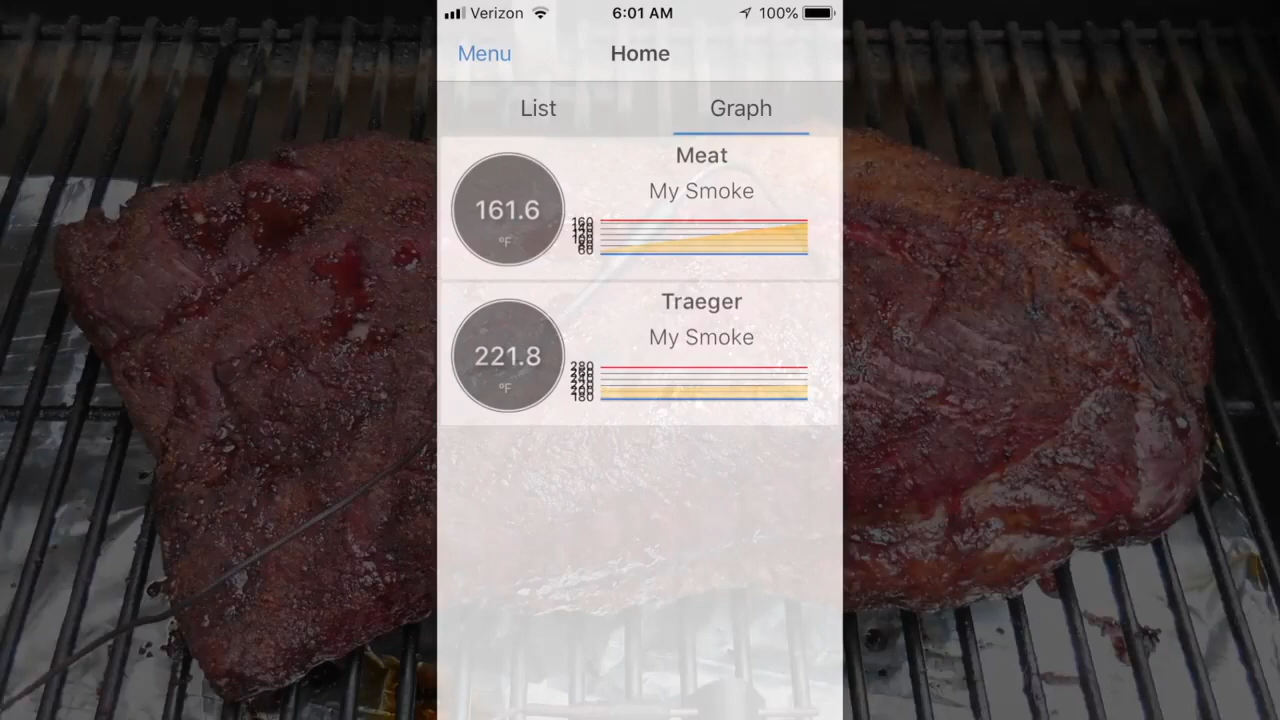 Verizon 6:01 AM 100%
Menu Home
List Graph
Meat
My Smoke
161.6
°F
160
60
Traeger
My Smoke
221.8
°F
280
180